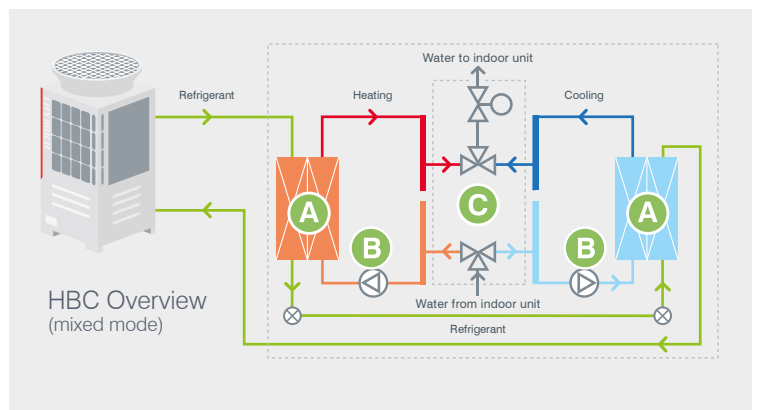 Water to indoor unit
Refrigerant
Heating
Cooling
A
C
A
B
B
HBC Overview
(mixed mode)
Water from indoor unit
Refrigerant